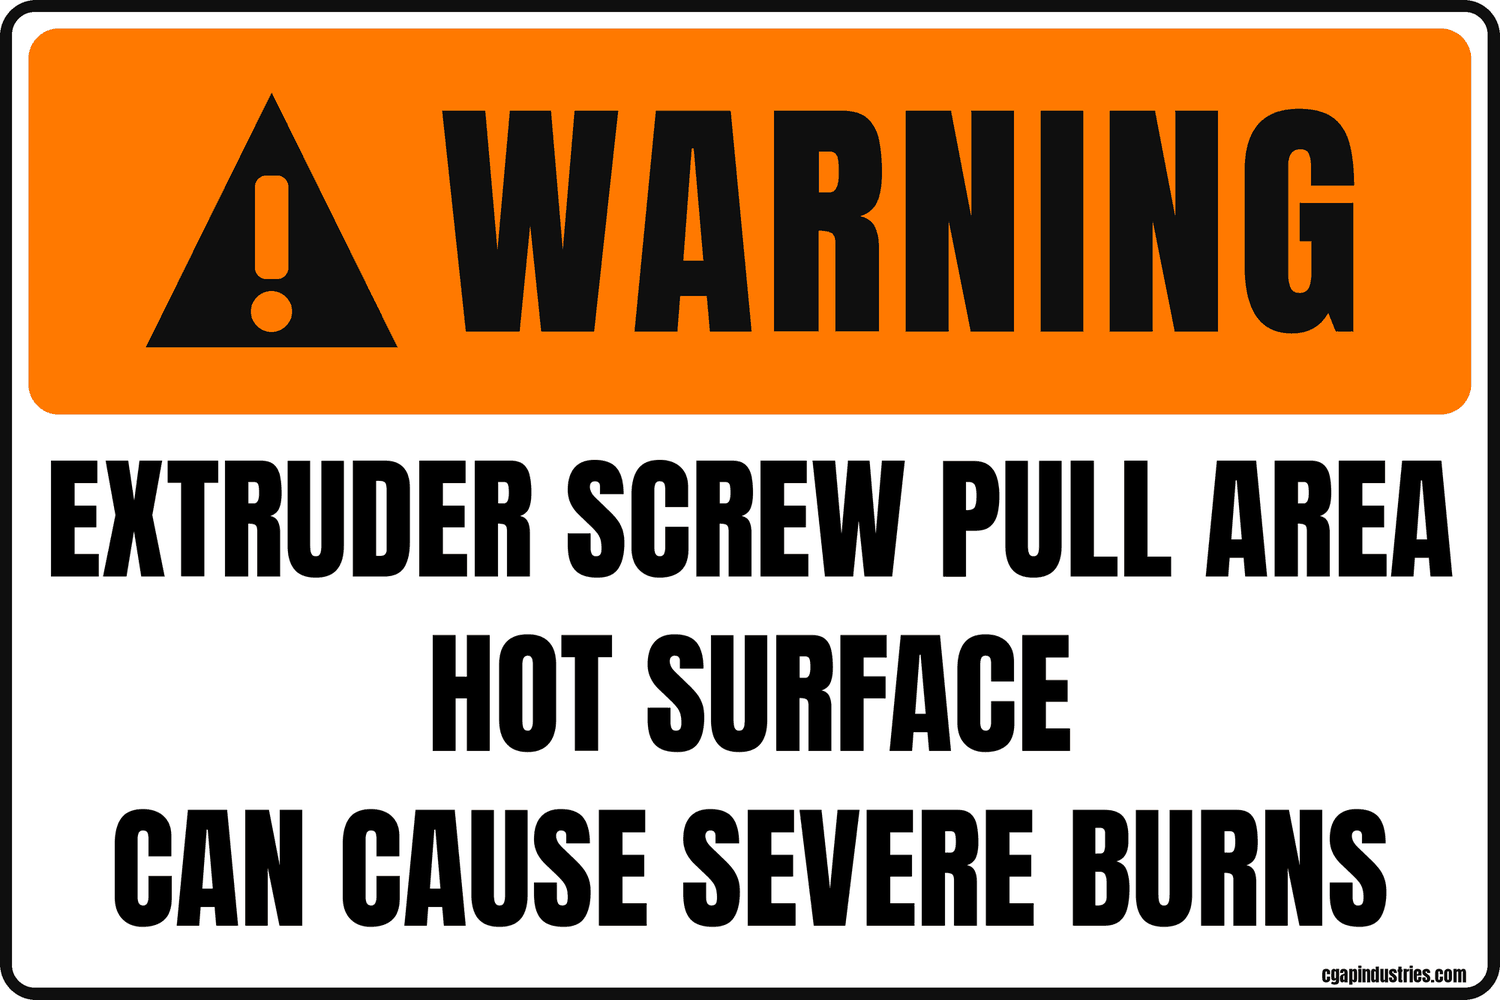 WARNING
EXTRUDER SCREW PULL AREA
HOT SURFACE
CAN CAUSE SEVERE BURNS
cgapindustries.com